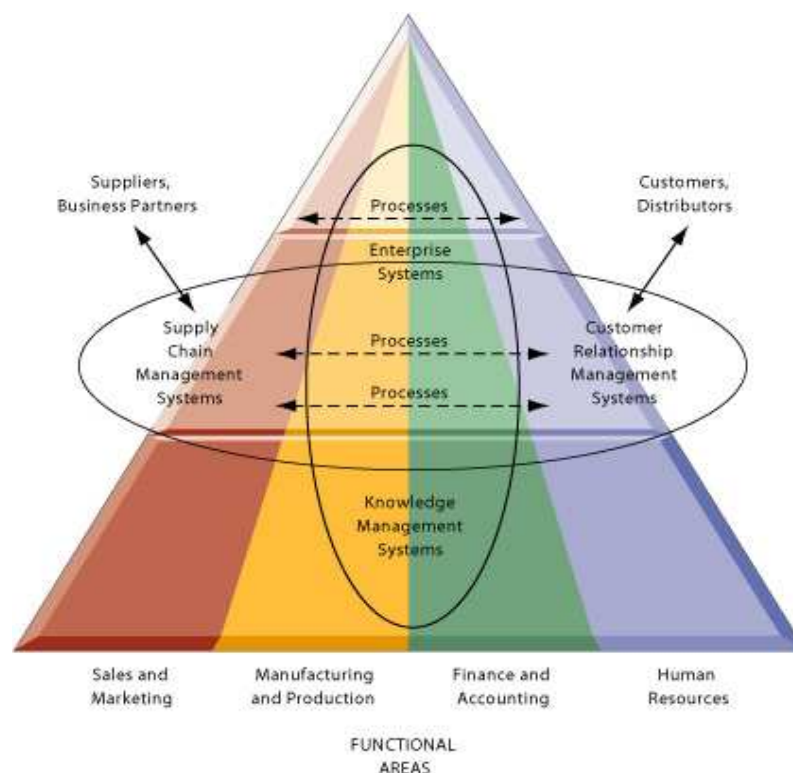 Suppliers,
Business Partners
Customers,
Distributors
Processes
Enterprise
Systems
Supply
Chain
Management
Systems
Processes
Processes
Customer
Relationship
Management
Systems
Knowledge
Management
Systems
Sales and
Marketing
Manufacturing
and Production
Finance and
Accounting
Human
Resources
FUNCTIONAL
AREAS